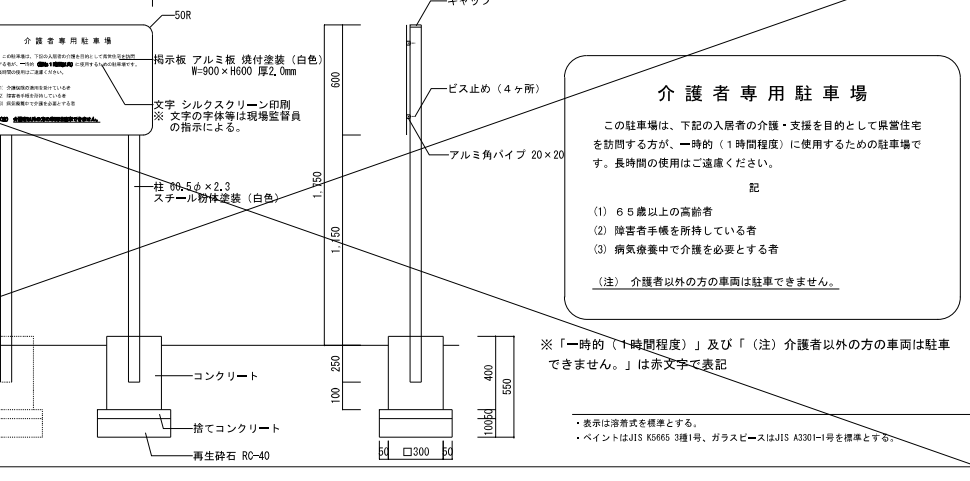 キャップ
50R
介護者専用駐車場
掲示板 アルミ板 焼付塗装（白色）
W=900×H600 厚2.0mm
文字 シルクスクリーン印刷
※ 文字の字体等は現場監督員
の指示による。
柱 60.5φ×2.3
スチール粉体塗装（白色）
600
1,750
1,150
250
100
ビス止め（４ヶ所）
アルミ角パイプ 20×20
コンクリート
捨てコンクリート
再生砕石 RC-40
400
550
50
100
50
□300
50
介護者専用駐車場
この駐車場は、下記の入居者の介護・支援を目的として県営住宅
を訪問する方が、一時的（１時間程度）に使用するための駐車場で
す。長時間の使用はご遠慮ください。
記
(1) ６５歳以上の高齢者
(2) 障害者手帳を所持している者
(3) 病気療養中で介護を必要とする者
(注) 介護者以外の方の車両は駐車できません。
※「一時的（１時間程度）」及び「（注）介護者以外の方の車両は駐車
できません。」は赤文字で表記
・表示は溶着式を標準とする。
・ペイントはJIS K5665 3種1号、ガラスビースはJIS A3301-1号を標準とする。